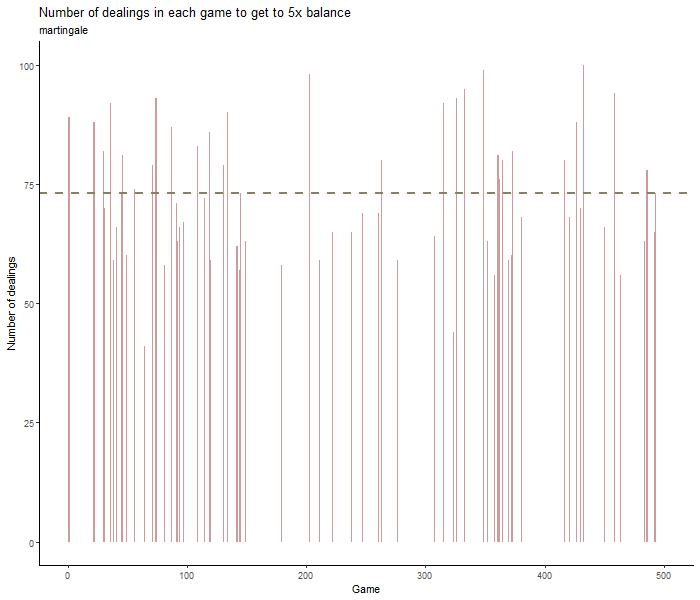 Number of dealings in each game to get to 5x balance
martingale
100
75
50
25
0
Number of dealings
0 100 200 300 400 500
Game